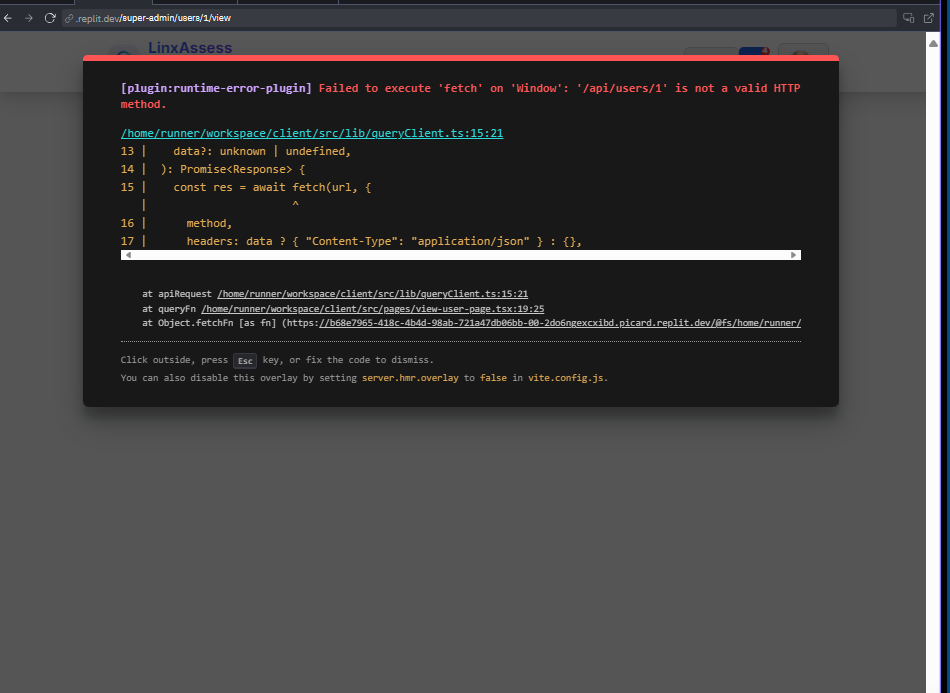 .replit.dev/super-admin/users/1/view
LinxAssess
4
[plugin:runtime-error-plugin] Failed to execute 'fetch' on 'Window': '/api/users/1' is not a valid HTTP
method.
/home/runner/workspace/client/src/lib/queryClient.ts:15:21
13 |    data?: unknown | undefined,
14 |  ): Promise<Response> {
15 |    const res = await fetch(url, {
   |                      ^
16 |      method,
17 |      headers: data ? { "Content-Type": "application/json" } : {},
at apiRequest /home/runner/workspace/client/src/lib/queryClient.ts:15:21
at queryFn /home/runner/workspace/client/src/pages/view-user-page.tsx:19:25
at Object.fetchFn [as fn] (https://b68e7965-418c-4b4d-98ab-721a47db06bb-00-2do6ngexcxibd.picard.replit.dev/@fs/home/runner/
Click outside, press Esc key, or fix the code to dismiss.
You can also disable this overlay by setting server.hmr.overlay to false in vite.config.js.